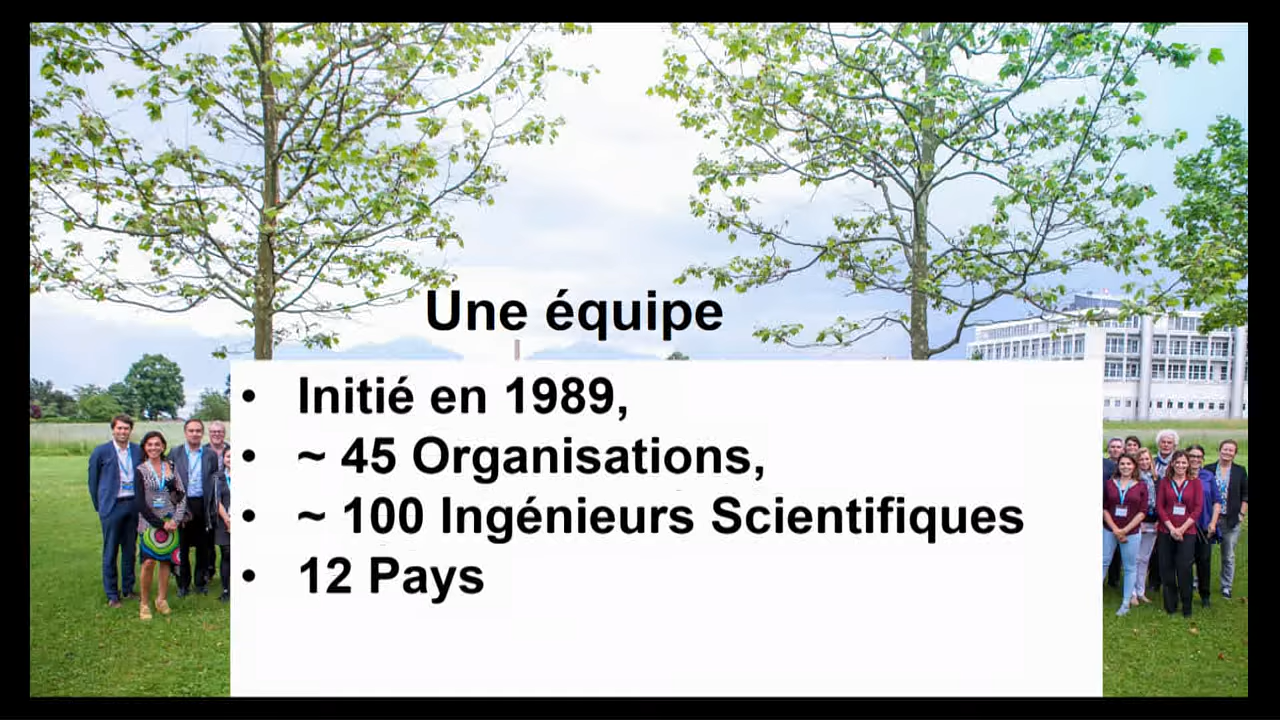 Une équipe
• Initié en 1989,
• ~ 45 Organisations,
• ~ 100 Ingénieurs Scientifiques
• 12 Pays